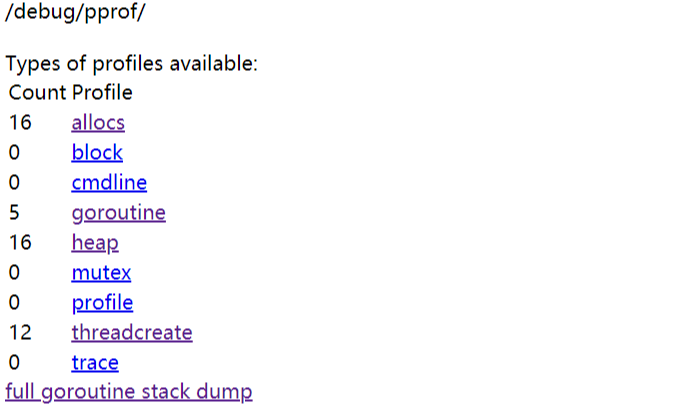 /debug/pprof/
Types of profiles available:
Count Profile
16 allocs
0 block
0 cmdline
5 goroutine
16 heap
0 mutex
0 profile
12 threadcreate
0 trace
full goroutine stack dump